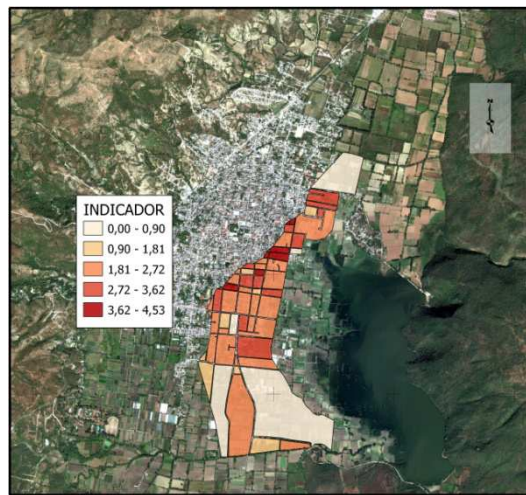 INDICADOR
0,00 - 0,90
0,90 - 1,81
1,81 - 2,72
2,72 - 3,62
3,62 - 4,53